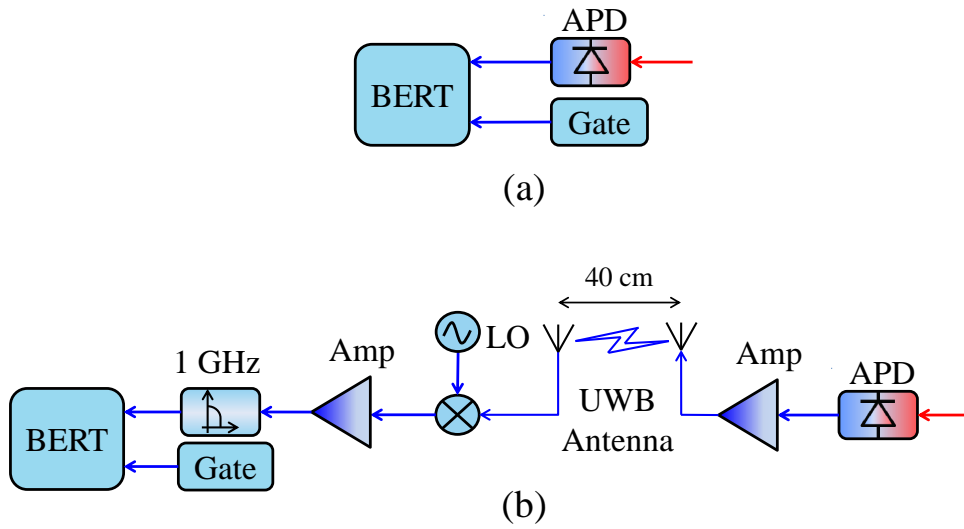 APD
BERT
Gate
(a)
40 cm
LO
1 GHz
Amp
Amp
APD
UWB
Antenna
BERT
Gate
(b)